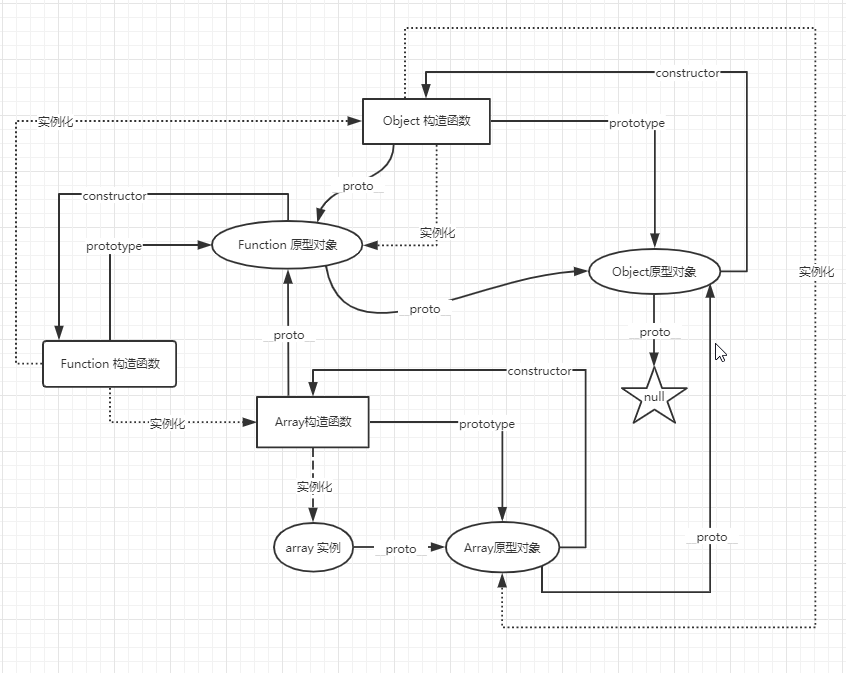 constructor
Object 构造函数
实例化
prototype
__proto__
constructor
实例化
Function 原型对象
prototype
Object原型对象
实例化
__proto__
__proto__
__proto__
Function 构造函数
constructor
null
Array构造函数
实例化
prototype
实例化
__proto__
array 实例
__proto__
Array原型对象